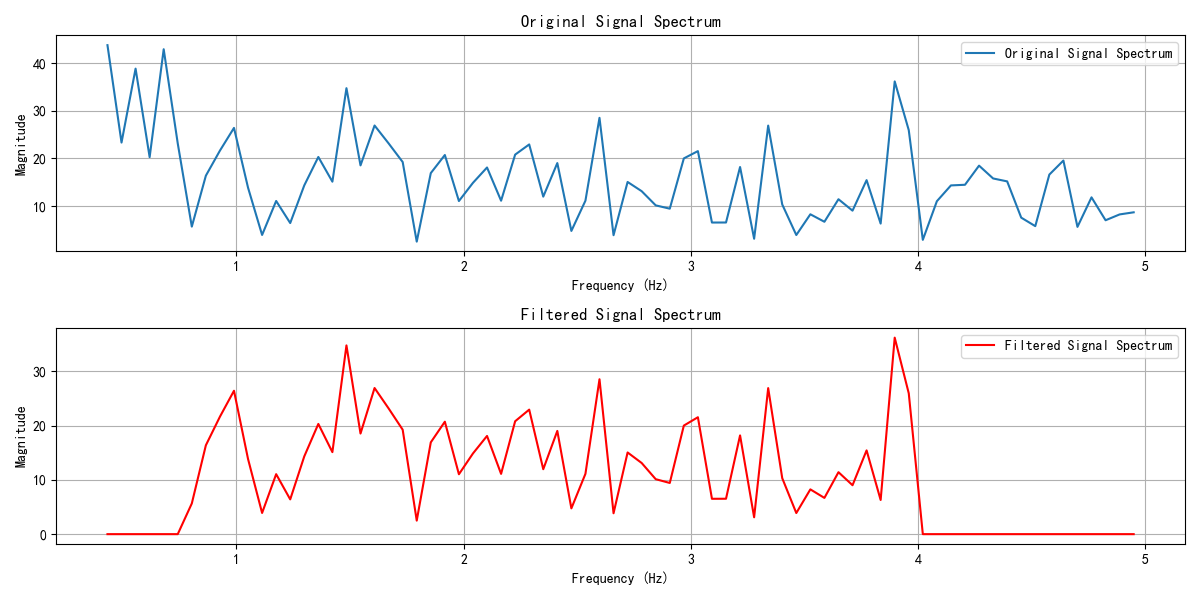 Original Signal Spectrum
Original Signal Spectrum
Magnitude
40
30
20
10
1 2 3 4 5
Frequency (Hz)
Filtered Signal Spectrum
Filtered Signal Spectrum
Magnitude
30
20
10
0
1 2 3 4 5
Frequency (Hz)